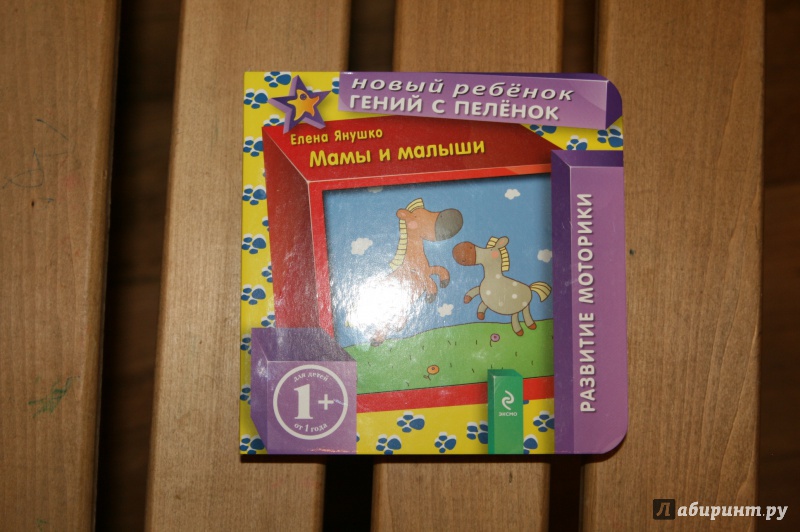 новый ребёнок
ГЕНИЙ С ПЕЛЁНОК
Елена Янушко
Мамы и малыши
РАЗВИТИЕ МОТОРИКИ
для детей
1+
от 1 года
ЭКСМО
Лабиринт.ру